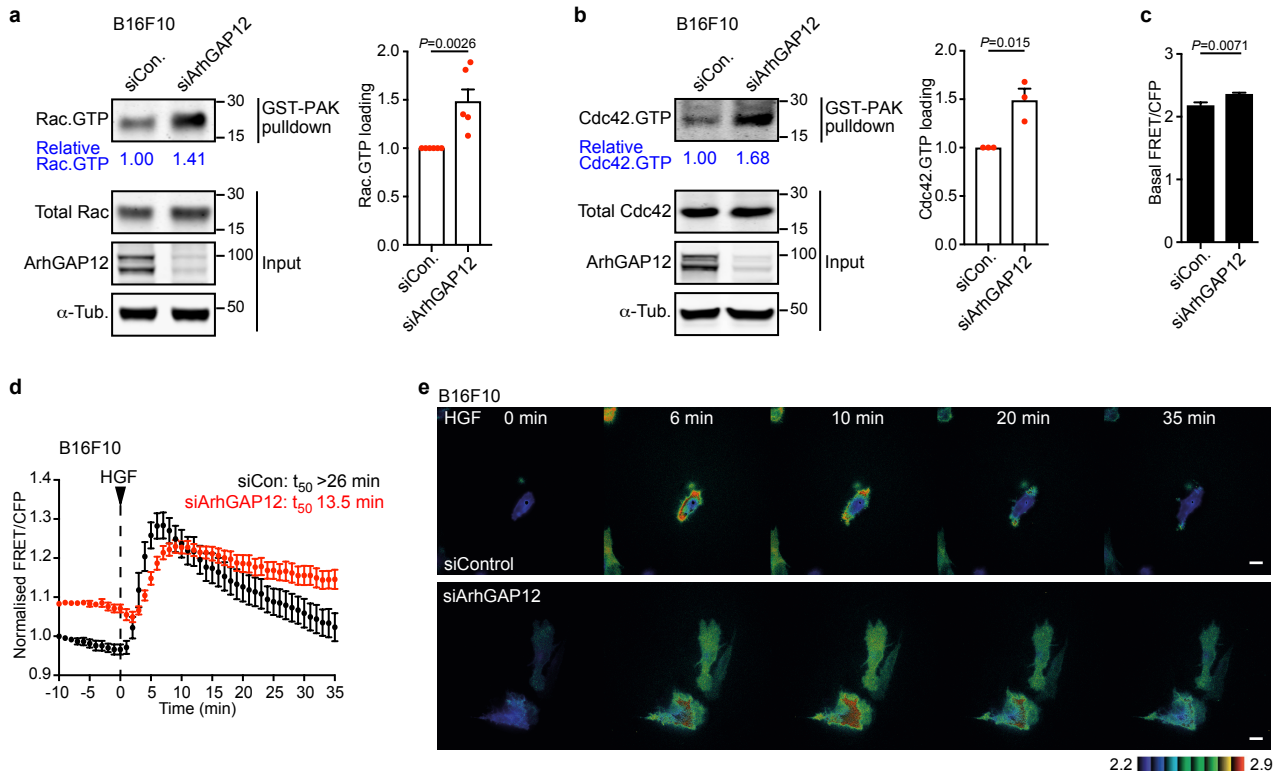 a
B16F10
siCon.
siArhGAP12
Rac.GTP
30
15
GST-PAK
pulldown
Relative
Rac.GTP
1.00 1.41
Total Rac
30
15
ArhGAP12
100
Input
α-Tub.
50
P=0.0026
Rac.GTP loading
2.0
1.5
1.0
0.5
0.0
siCon.
siArhGAP12
b
B16F10
siCon.
siArhGAP12
Cdc42.GTP
30
15
GST-PAK
pulldown
Relative
Cdc42.GTP
1.00 1.68
Total Cdc42
30
15
ArhGAP12
100
Input
α-Tub.
50
P=0.015
Cdc42.GTP loading
2.0
1.5
1.0
0.5
0.0
siCon.
siArhGAP12
c
P=0.0071
Basal FRET/CFP
3
2
1
0
siCon.
siArhGAP12
d
B16F10
HGF
siCon: t50 >26 min
siArhGAP12: t50 13.5 min
Normalised FRET/CFP
1.4
1.3
1.2
1.1
1.0
0.9
-10 -5 0 5 10 15 20 25 30 35
Time (min)
e
B16F10
HGF 0 min 6 min 10 min 20 min 35 min
siControl
siArhGAP12
2.2 2.9